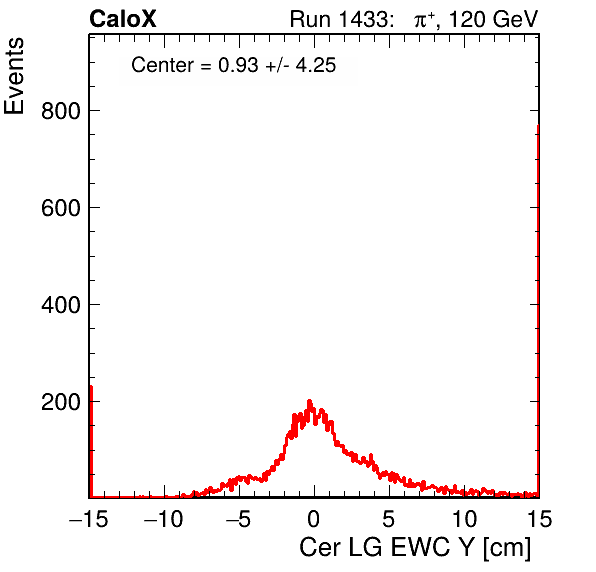 CaloX Run 1433: π⁺, 120 GeV
Center = 0.93 +/- 4.25
Events
800
600
400
200
−15 −10 −5 0 5 10 15
Cer LG EWC Y [cm]